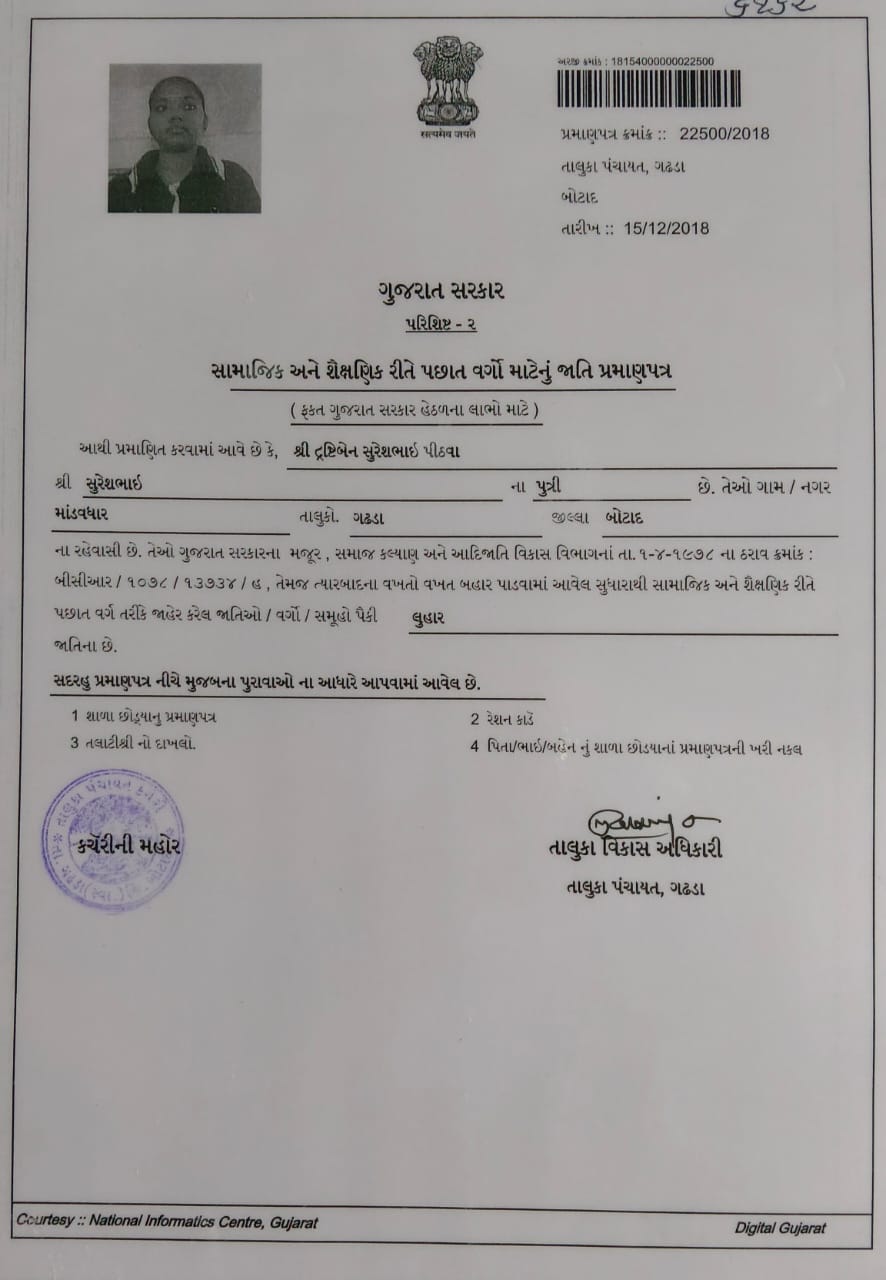 સત્યમેવ જયતે
અરજી ક્રમાંક : 18154000000022500
પ્રમાણપત્ર ક્રમાંક :: 22500/2018
તાલુકા પંચાયત, ગઢડા
બોટાદ
તારીખ :: 15/12/2018
ગુજરાત સરકાર
પરિશિષ્ટ - ૨
સામાજિક અને શૈક્ષણિક રીતે પછાત વર્ગો માટેનું જાતિ પ્રમાણપત્ર
( ફકત ગુજરાત સરકાર હેઠળના લાભો માટે )
આથી પ્રમાણિત કરવામાં આવે છે કે, શ્રી દ્રષ્ટિબેન સુરેશભાઇ પીઠવા
શ્રી સુરેશભાઇ ના પુત્રી છે. તેઓ ગામ / નગર
માંડવધાર તાલુકો. ગઢડા જીલ્લા બોટાદ
ના રહેવાસી છે. તેઓ ગુજરાત સરકારના મજૂર , સમાજ કલ્યાણ અને આદિજાતિ વિકાસ વિભાગનાં તા. ૧-૪-૧૯૭૮ ના ઠરાવ ક્રમાંક :
બીસીઆર / ૧૦૭૮ / ૧૩૭૩૪ / હ , તેમજ ત્યારબાદના વખતો વખત બહાર પાડવામાં આવેલ સુધારાથી સામાજિક અને શૈક્ષણિક રીતે
પછાત વર્ગ તરીકે જાહેર કરેલ જાતિઓ / વર્ગો / સમૂહો પૈકી લુહાર
જાતિના છે.
સદરહુ પ્રમાણપત્ર નીચે મુજબના પુરાવાઓ ના આધારે આપવામાં આવેલ છે.
1 શાળા છોડ્યાનુ પ્રમાણપત્ર 2 રેશન કાર્ડ
3 તલાટીશ્રી નો દાખલો. 4 પિતા/ભાઇ/બહેન નું શાળા છોડયાનાં પ્રમાણપત્રની ખરી નકલ
તાલુકા પંચાયત કચેરી
કચૅરીની મહોર
તાલુકા વિકાસ અધિકારી
તાલુકા પંચાયત, ગઢડા
Courtesy :: National Informatics Centre, Gujarat
Digital Gujarat